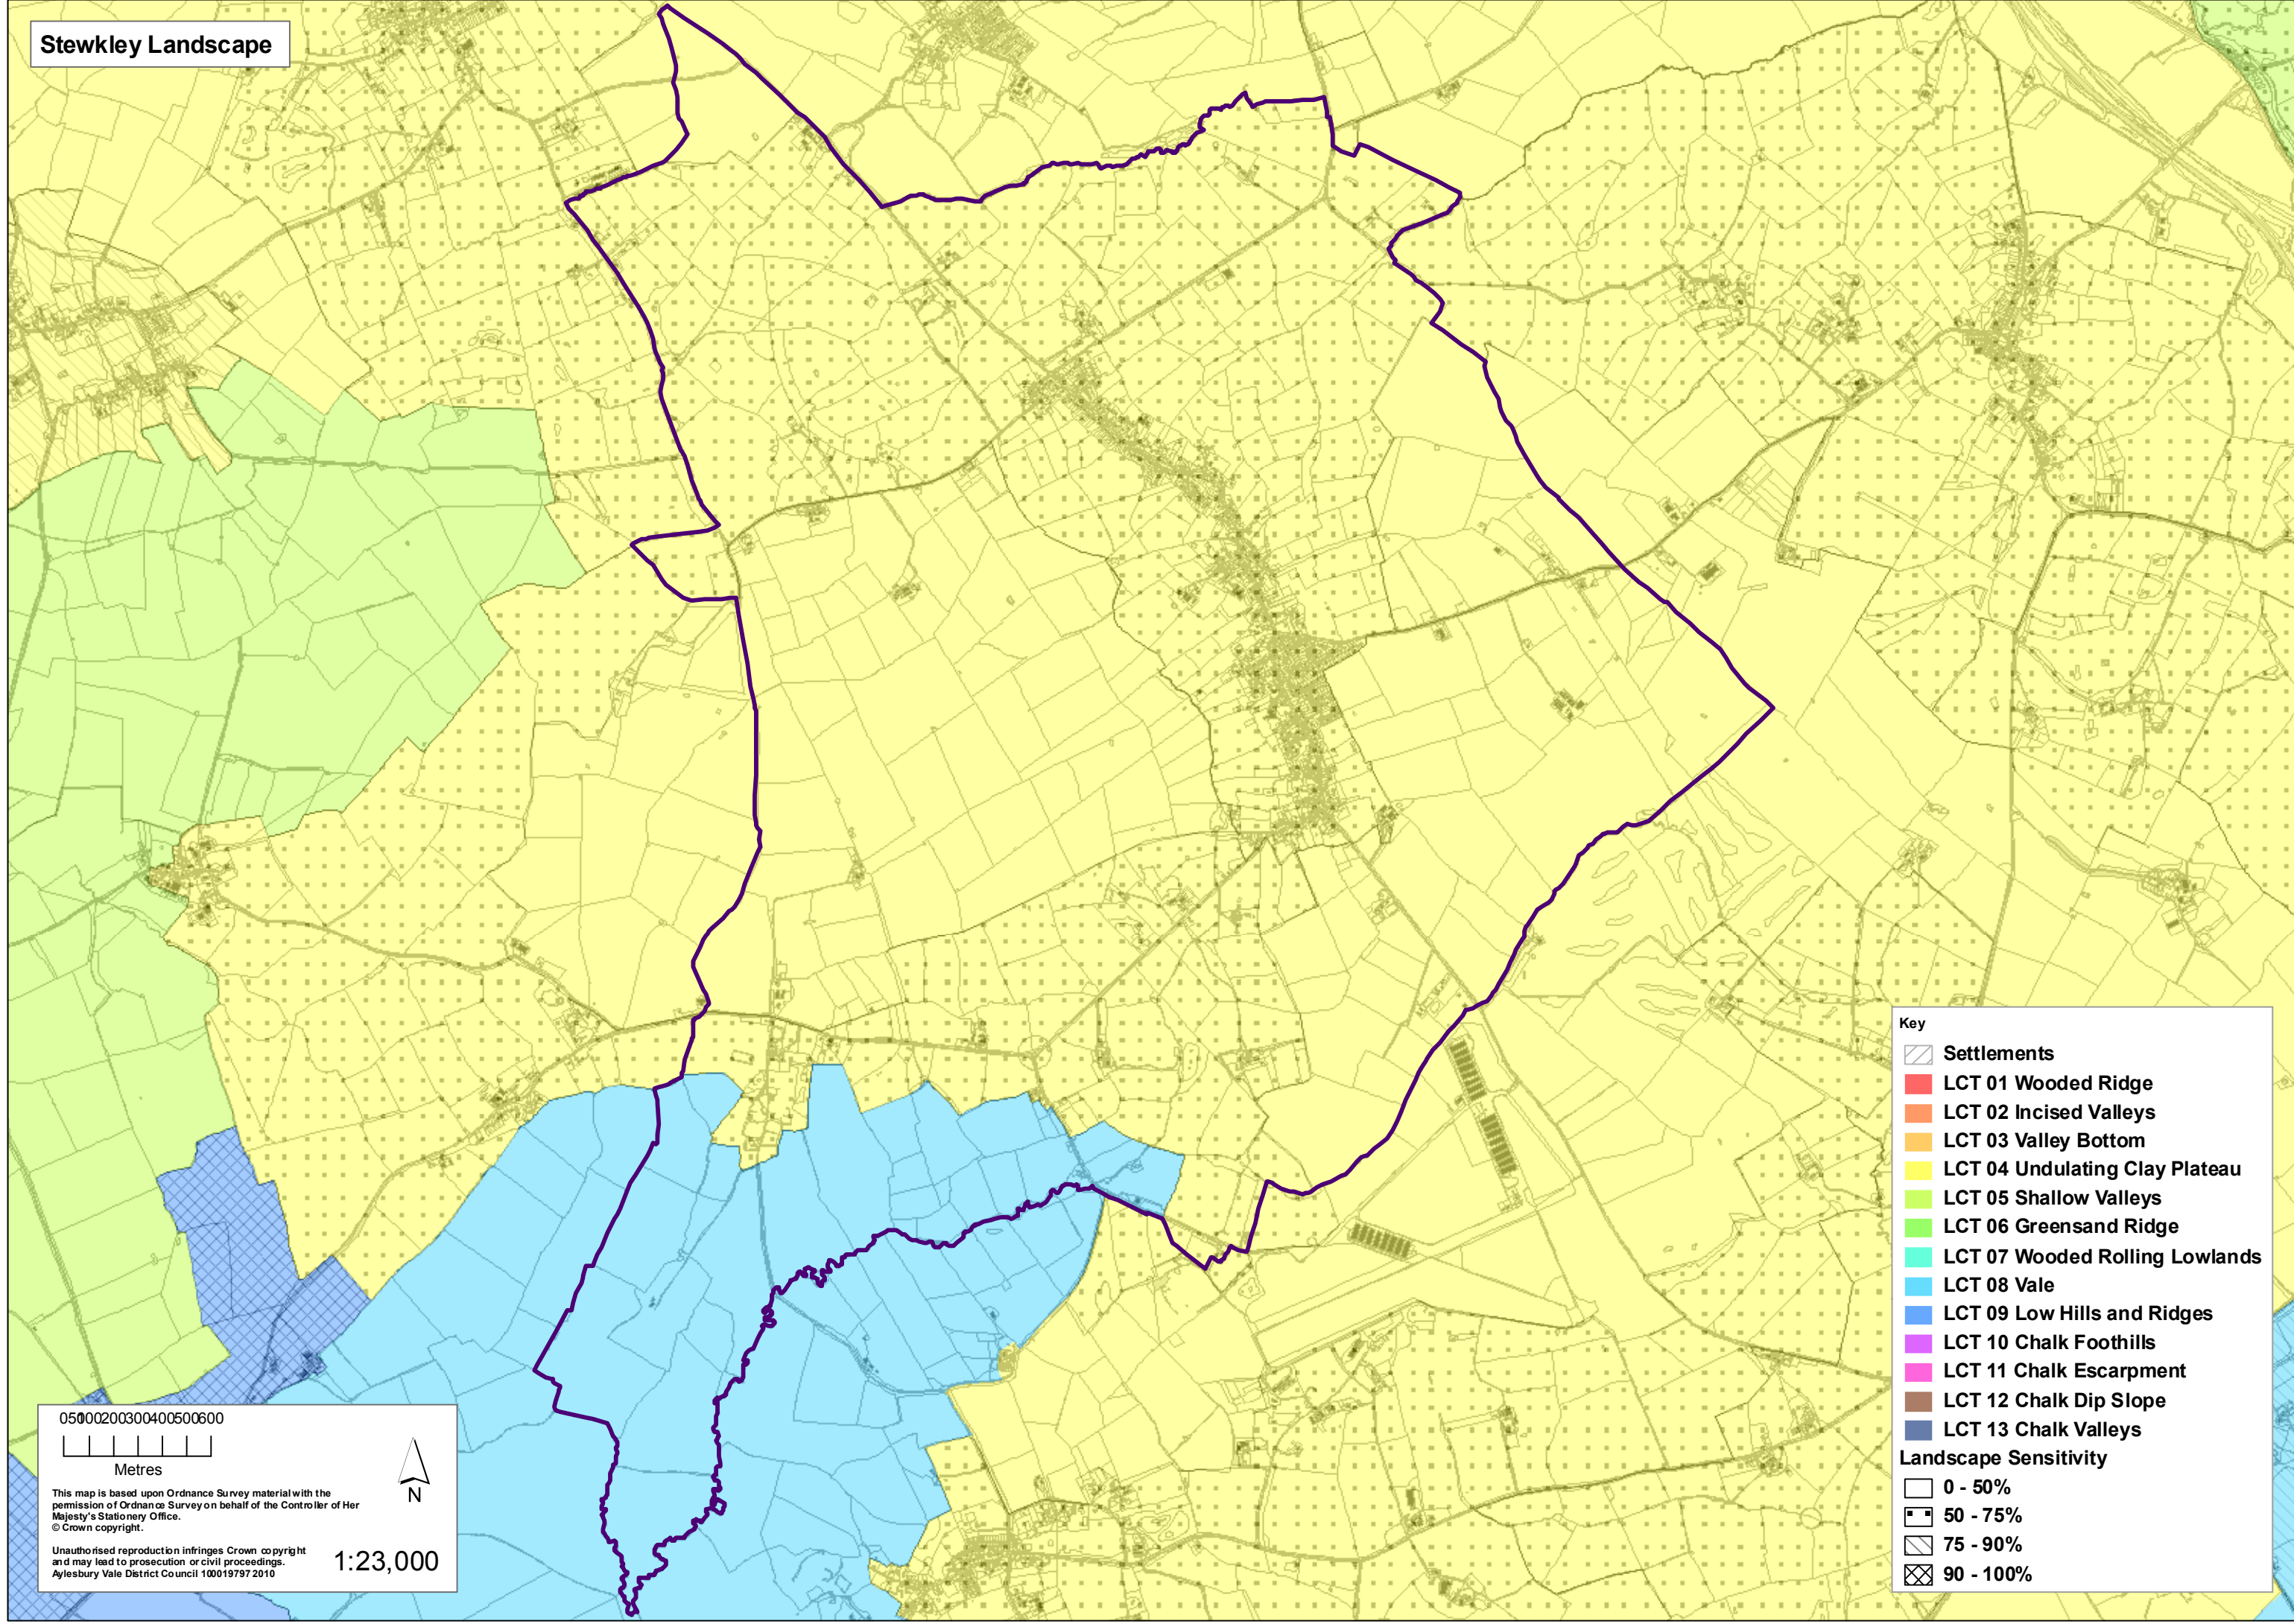 Stewkley Landscape
Key
Settlements
LCT 01 Wooded Ridge
LCT 02 Incised Valleys
LCT 03 Valley Bottom
LCT 04 Undulating Clay Plateau
LCT 05 Shallow Valleys
LCT 06 Greensand Ridge
LCT 07 Wooded Rolling Lowlands
LCT 08 Vale
LCT 09 Low Hills and Ridges
LCT 10 Chalk Foothills
LCT 11 Chalk Escarpment
LCT 12 Chalk Dip Slope
LCT 13 Chalk Valleys
Landscape Sensitivity
0 - 50%
50 - 75%
75 - 90%
90 - 100%
050100200300400500600
Metres
N
This map is based upon Ordnance Survey material with the
permission of Ordnance Survey on behalf of the Controller of Her
Majesty's Stationery Office.
© Crown copyright.
Unauthorised reproduction infringes Crown copyright
and may lead to prosecution or civil proceedings.
Aylesbury Vale District Council 100019797 2010
1:23,000